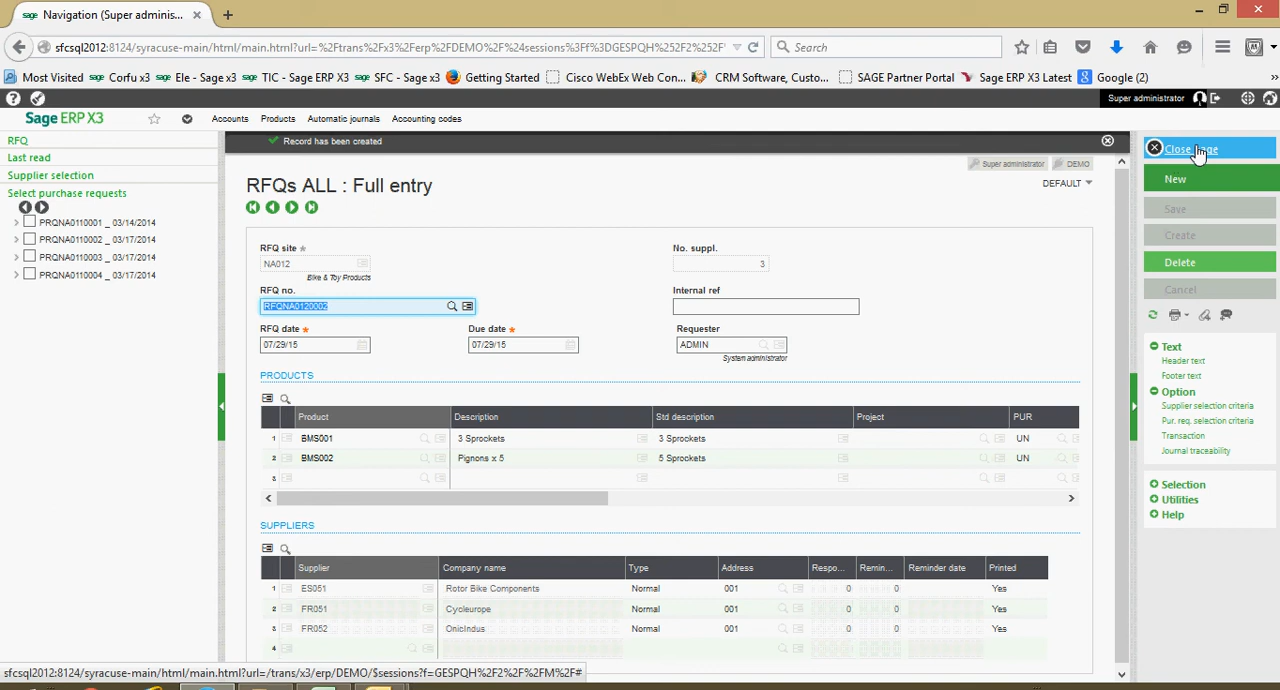 sage Navigation (Super adminis...
sfcsql2012:8124/syracuse-main/html/main.html?url=%2Ftrans%2Fx3%2Ferp%2FDEMO%2F%24sessions%3Ff%3DGESPQH%252F2%252F'
Search
Most Visited
sage Corfu x3
sage Ele - Sage x3
sage TIC - Sage ERP X3
sage SFC - Sage x3
Getting Started
Cisco WebEx Web Con...
CRM Software, Custo...
SAGE Partner Portal
Sage ERP X3 Latest
Google (2)
Super administrator
Sage ERP X3
Accounts
Products
Automatic journals
Accounting codes
RFQ
Last read
Supplier selection
Select purchase requests
PRQNA0110001 _ 03/14/2014
PRQNA0110002 _ 03/17/2014
PRQNA0110003 _ 03/17/2014
PRQNA0110004 _ 03/17/2014
Record has been created
Super administrator
DEMO
RFQs ALL : Full entry
DEFAULT
RFQ site *
NA012
Bike & Toy Products
No. suppl.
3
RFQ no.
RFQNA0120002
Internal ref
RFQ date *
07/29/15
Due date *
07/29/15
Requester
ADMIN
System administrator
PRODUCTS
Product Description Std description Project PUR
1 BMS001 3 Sprockets 3 Sprockets UN
2 BMS002 Pignons x 5 5 Sprockets UN
3
SUPPLIERS
Supplier Company name Type Address Respo... Remin... Reminder date Printed
1 ES051 Rotor Bike Components Normal 001 0 0 Yes
2 FR051 Cycleurope Normal 001 0 0 Yes
3 FR052 OnicIndus Normal 001 0 0 Yes
4
Close page
New
Save
Create
Delete
Cancel
Text
Header text
Footer text
Option
Supplier selection criteria
Pur. req. selection criteria
Transaction
Journal traceability
Selection
Utilities
Help
sfcsql2012:8124/syracuse-main/html/main.html?url=/trans/x3/erp/DEMO/$sessions?f=GESPQH%2F2%2F%2FM%2F#